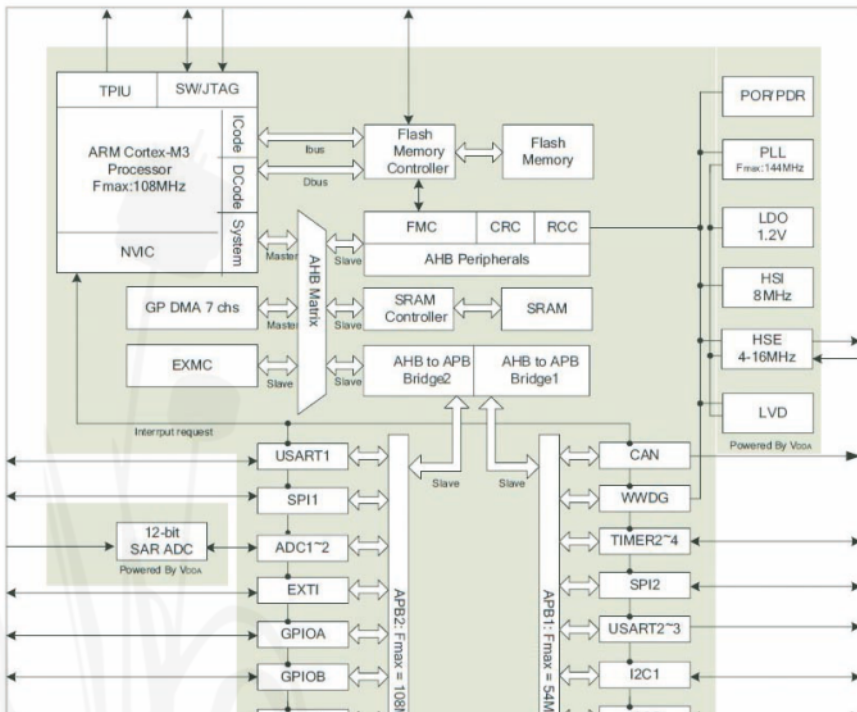 TPIU
SW/JTAG
ICode
DCode
System
ARM Cortex-M3
Processor
Fmax:108MHz
NVIC
Ibus
Dbus
Flash
Memory
Controller
Flash
Memory
POR/PDR
PLL
Fmax:144MHz
LDO
1.2V
HSI
8MHz
HSE
4-16MHz
LVD
Powered By VDDA
FMC
CRC
RCC
AHB Peripherals
Master
Slave
AHB Matrix
GP DMA 7 chs
Master
Slave
SRAM
Controller
SRAM
EXMC
Slave
Slave
AHB to APB
Bridge2
AHB to APB
Bridge1
Interrput request
Slave
Slave
USART1
SPI1
12-bit
SAR ADC
Powered By VDDA
ADC1~2
EXTI
GPIOA
GPIOB
APB2: Fmax = 108M
APB1: Fmax = 54M
CAN
WWDG
TIMER2~4
SPI2
USART2~3
I2C1